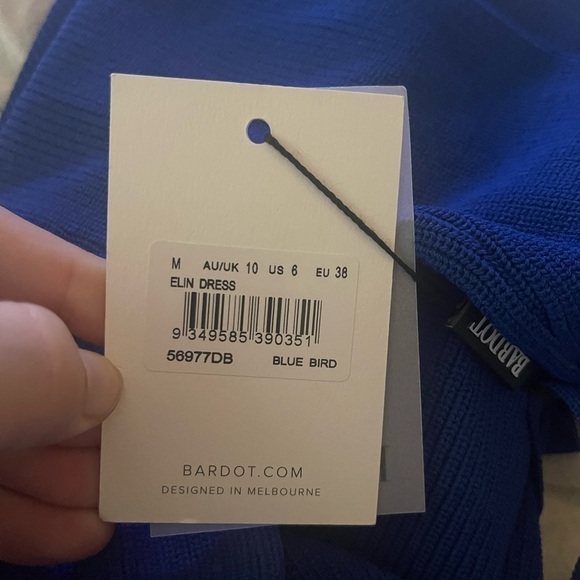 M AU/UK 10 US 6 EU 38
ELIN DRESS
9 349585 390351
56977DB BLUE BIRD
BARDOT.COM
DESIGNED IN MELBOURNE
BARDOT